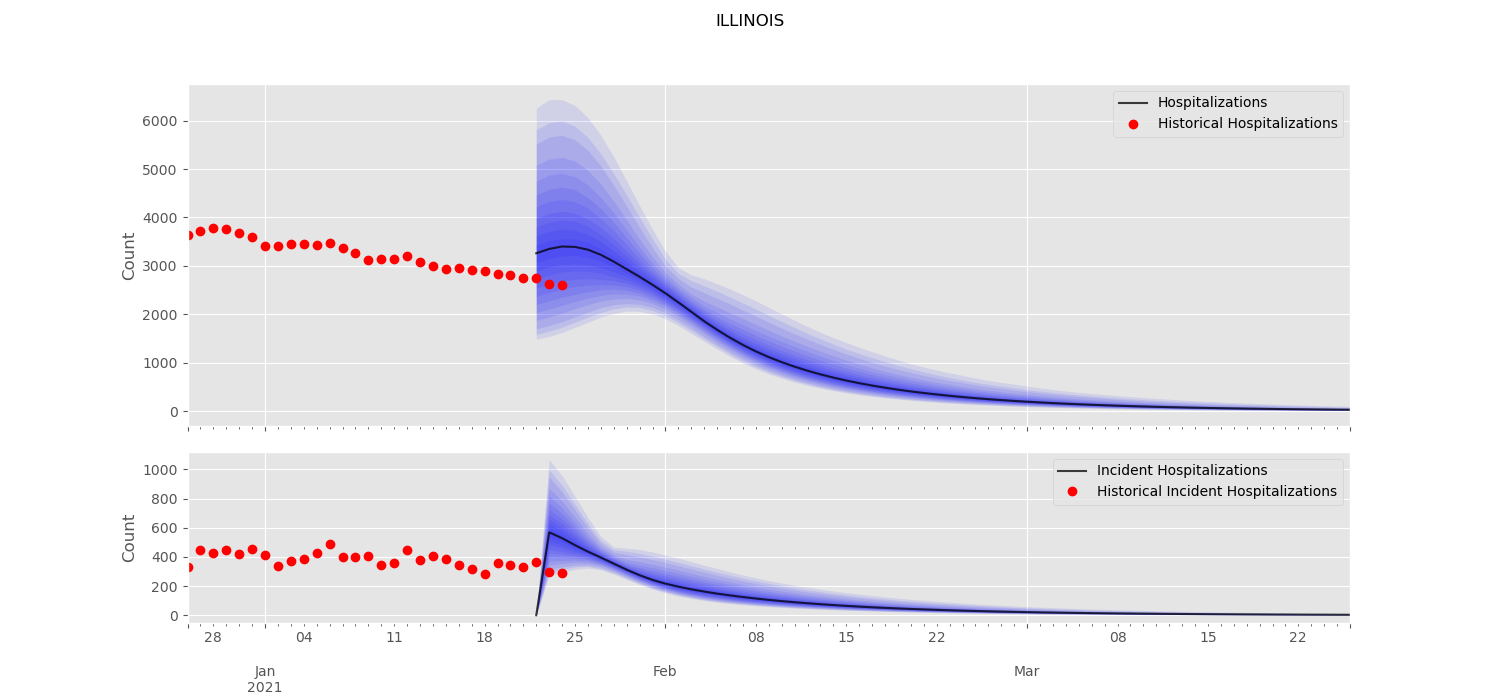 ILLINOIS
Hospitalizations
Historical Hospitalizations
6000
5000
4000
3000
2000
1000
0
Count
Incident Hospitalizations
Historical Incident Hospitalizations
1000
800
600
400
200
0
Count
28 04 11 18 25 08 15 22 08 15 22
Jan Feb Mar
2021